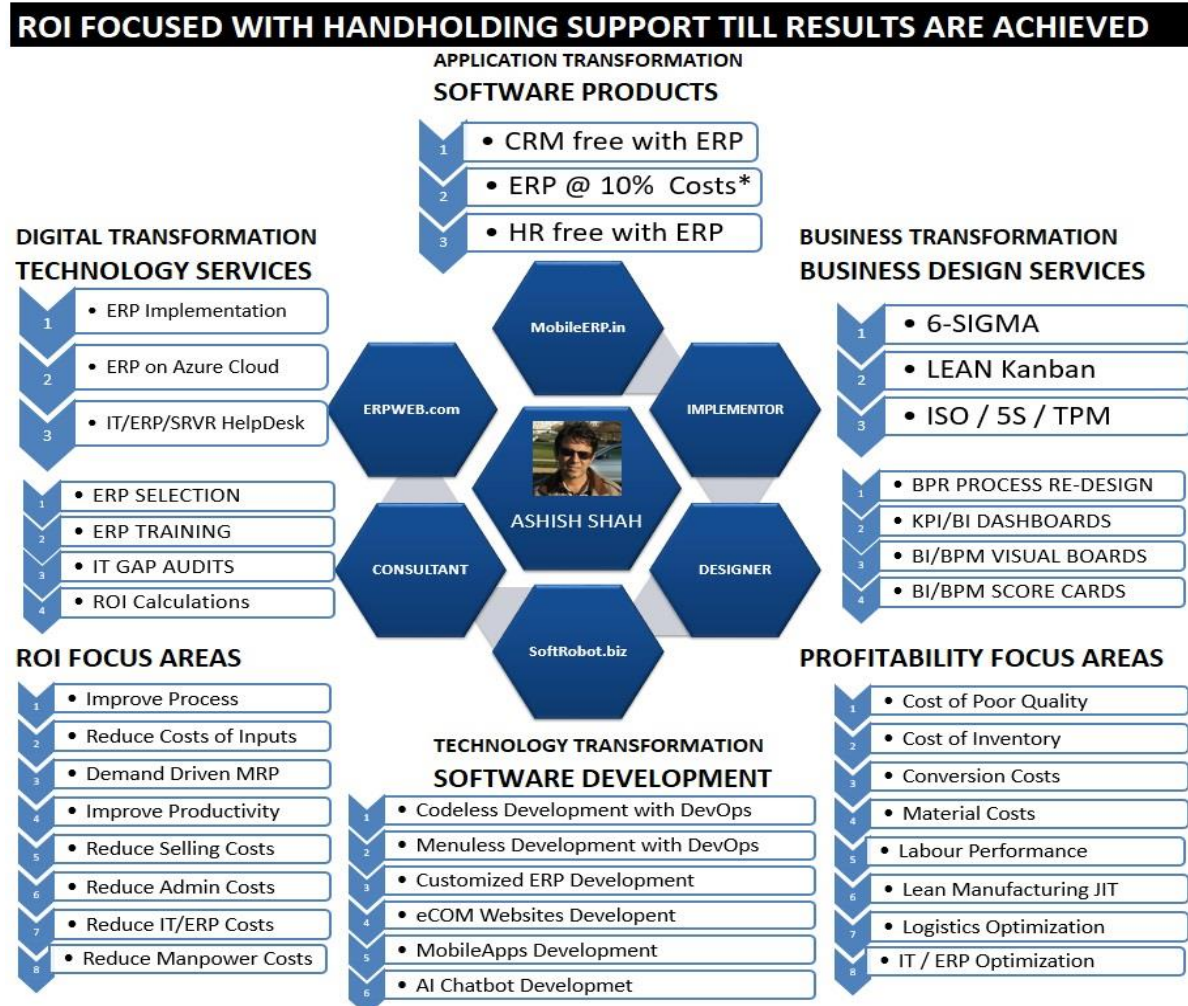 ROI FOCUSED WITH HANDHOLDING SUPPORT TILL RESULTS ARE ACHIEVED
APPLICATION TRANSFORMATION
SOFTWARE PRODUCTS
1 • CRM free with ERP
2 • ERP @ 10% Costs*
3 • HR free with ERP
DIGITAL TRANSFORMATION
TECHNOLOGY SERVICES
1 • ERP Implementation
2 • ERP on Azure Cloud
3 • IT/ERP/SRVR HelpDesk
1 • ERP SELECTION
2 • ERP TRAINING
3 • IT GAP AUDITS
4 • ROI Calculations
BUSINESS TRANSFORMATION
BUSINESS DESIGN SERVICES
1 • 6-SIGMA
2 • LEAN Kanban
3 • ISO / 5S / TPM
1 • BPR PROCESS RE-DESIGN
2 • KPI/BI DASHBOARDS
3 • BI/BPM VISUAL BOARDS
4 • BI/BPM SCORE CARDS
MobileERP.in
ERPWEB.com
IMPLEMENTOR
ASHISH SHAH
CONSULTANT
DESIGNER
SoftRobot.biz
ROI FOCUS AREAS
1 • Improve Process
2 • Reduce Costs of Inputs
3 • Demand Driven MRP
4 • Improve Productivity
5 • Reduce Selling Costs
6 • Reduce Admin Costs
7 • Reduce IT/ERP Costs
8 • Reduce Manpower Costs
TECHNOLOGY TRANSFORMATION
SOFTWARE DEVELOPMENT
1 • Codeless Development with DevOps
2 • Menuless Development with DevOps
3 • Customized ERP Development
4 • eCOM Websites Developent
5 • MobileApps Development
6 • AI Chatbot Developmet
PROFITABILITY FOCUS AREAS
1 • Cost of Poor Quality
2 • Cost of Inventory
3 • Conversion Costs
4 • Material Costs
5 • Labour Performance
6 • Lean Manufacturing JIT
7 • Logistics Optimization
8 • IT / ERP Optimization